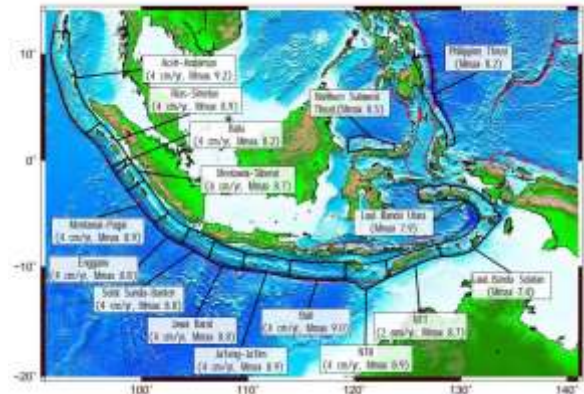 10°
0°
-10°
-20°
100°
110°
120°
130°
140°
Aceh-Andaman
(4 cm/yr, Mmax 9.2)
Nias-Simelue
(4 cm/yr, Mmax 8.9)
Batu
(4 cm/yr, Mmax 8.2)
Mentawai-Siberut
(4 cm/yr, Mmax 8.7)
Mentawai-Pagai
(4 cm/yr, Mmax 8.9)
Enggano
(4 cm/yr, Mmax 8.8)
Selat Sunda-Banten
(4 cm/yr, Mmax 8.8)
Jawa Barat
(4 cm/yr, Mmax 8.8)
Jateng-Jatim
(4 cm/yr, Mmax 8.9)
Bali
(4 cm/yr, Mmax 9.0)
NTB
(4 cm/yr, Mmax 8.9)
NTT
Mmax 8.7)
Laut Banda Selatan
(Mmax 7.4)
Laut Banda Utara
(Mmax 7.9)
Northern Sulawesi
Thrust(Mmax 8.5)
Philippine Thrust
(Mmax 8.2)